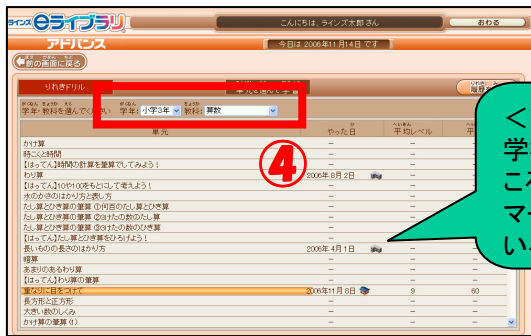 ラインズ eライブラリ
こんにちは、ラインズ太郎 さん
おわる
アドバンス
今日は 2006年11月14日 です
前の画面に戻る
りれきドリル
学年・教科を選んでください 学年: 小学3年 教科: 算数
単元 やった日 平均レベル
かけ算 － －
時こくと時間 － －
【はってん】時間の計算を筆算でしてみよう！ － －
わり算 2006年 8月 2日 －
【はってん】10や100をもとにして考えよう！ － －
水のかさのはかり方と表し方 － －
たし算とひき算の筆算 ①何百のたし算とひき算 － －
たし算とひき算の筆算 ②3けたの数のたし算 － －
たし算とひき算の筆算 ③3けたの数のひき算 － －
【はってん】たし算とひき算をひろげよう！ － －
長いものの長さのはかり方 2006年 4月 1日 － －
暗算 － － －
あまりのあるわり算 － － －
【はってん】わり算の筆算 － － －
重なりに目をつけて 2006年11月 8日 9 60
長方形と正方形 － － －
大きい数のしくみ － － －
かけ算の筆算 (1) － － －
④
＜
学
マー
い